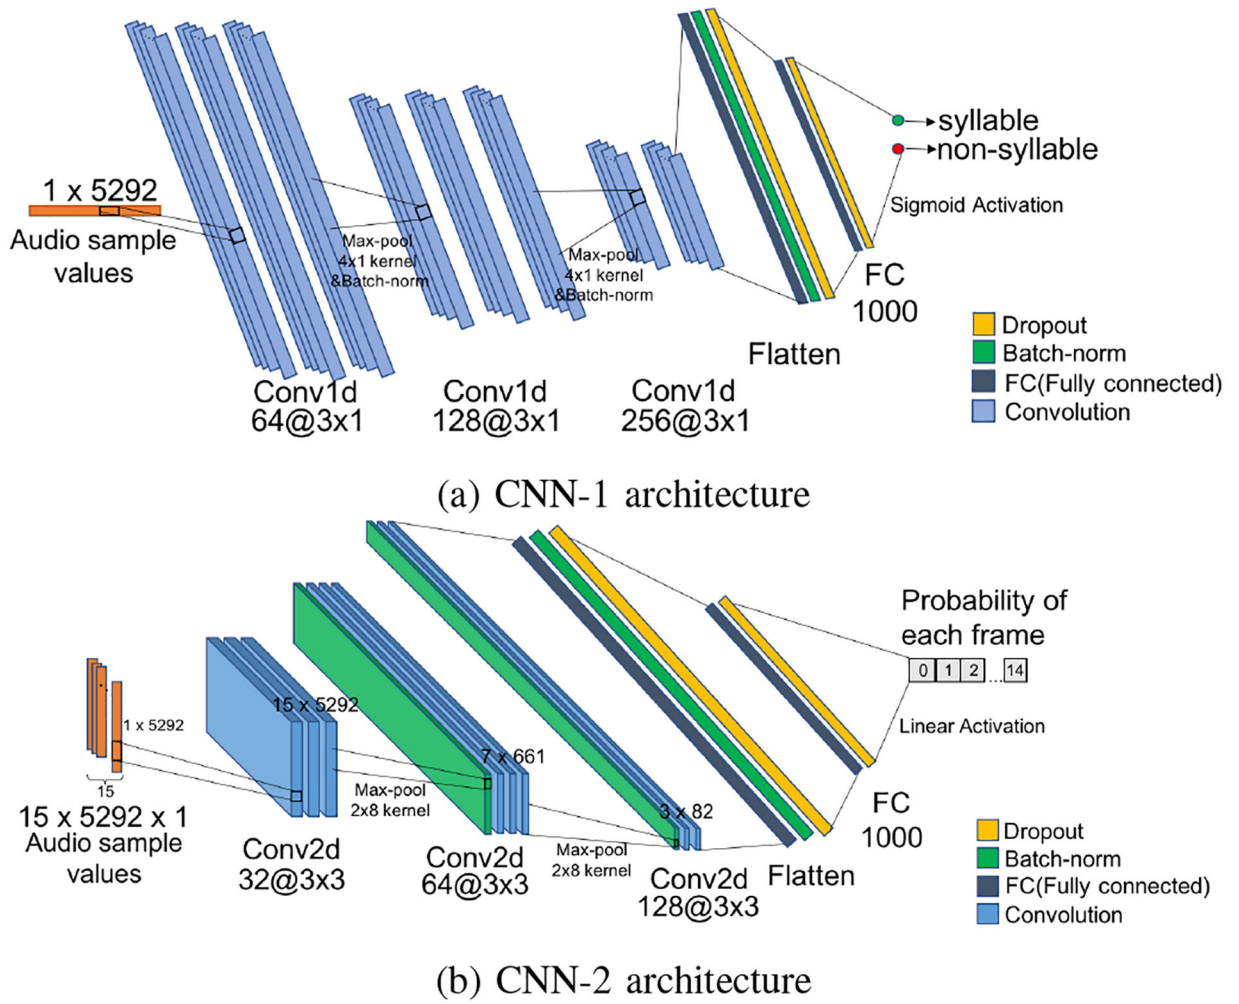 1 x 5292
Audio sample
values
Max-pool
4x1 kernel
&Batch-norm
Max-pool
4x1 kernel
&Batch-norm
syllable
non-syllable
Sigmoid Activation
FC
1000
Flatten
Conv1d
64@3x1
Conv1d
128@3x1
Conv1d
256@3x1
Dropout
Batch-norm
FC(Fully connected)
Convolution
(a) CNN-1 architecture
1 x 5292
15
15 x 5292 x 1
Audio sample
values
15 x 5292
Conv2d
32@3x3
Max-pool
2x8 kernel
7 x 661
Conv2d
64@3x3
Max-pool
2x8 kernel
3 x 82
Conv2d
128@3x3
Flatten
FC
1000
Probability of
each frame
0 1 2 ... 14
Linear Activation
Dropout
Batch-norm
FC(Fully connected)
Convolution
(b) CNN-2 architecture